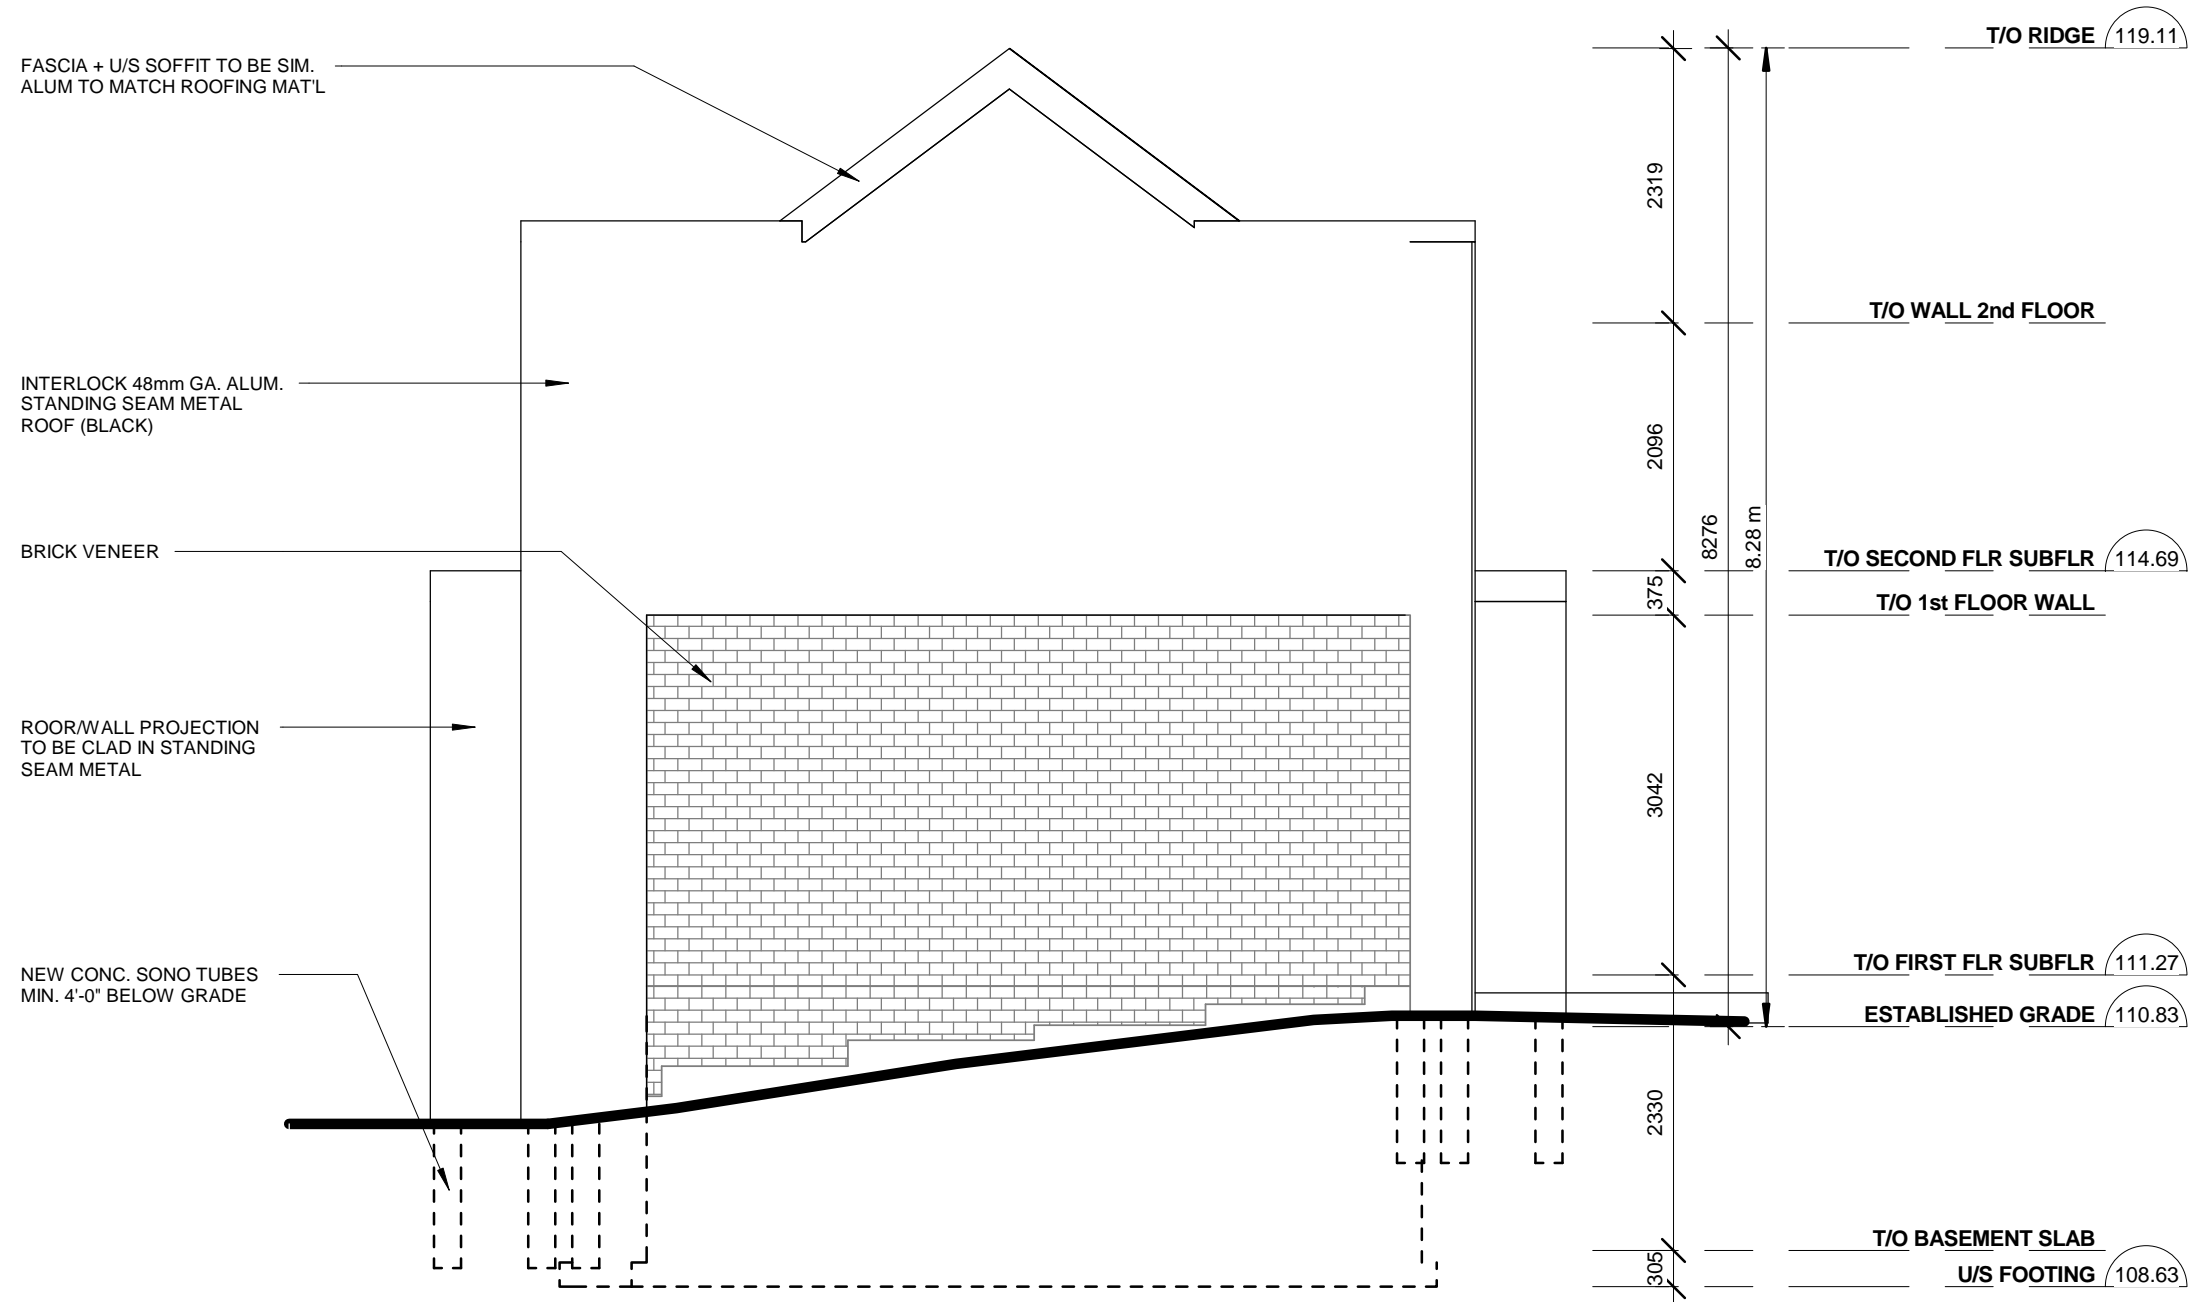 T/O RIDGE 119.11
FASCIA + U/S SOFFIT TO BE SIM.
ALUM TO MATCH ROOFING MAT'L
2319
T/O WALL 2nd FLOOR
INTERLOCK 48mm GA. ALUM.
STANDING SEAM METAL
ROOF (BLACK)
2096
8276
8.28 m
BRICK VENEER
T/O SECOND FLR SUBFLR 114.69
375
T/O 1st FLOOR WALL
ROOR/WALL PROJECTION
TO BE CLAD IN STANDING
SEAM METAL
3042
NEW CONC. SONO TUBES
MIN. 4'-0" BELOW GRADE
T/O FIRST FLR SUBFLR 111.27
ESTABLISHED GRADE 110.83
2330
T/O BASEMENT SLAB
305
U/S FOOTING 108.63